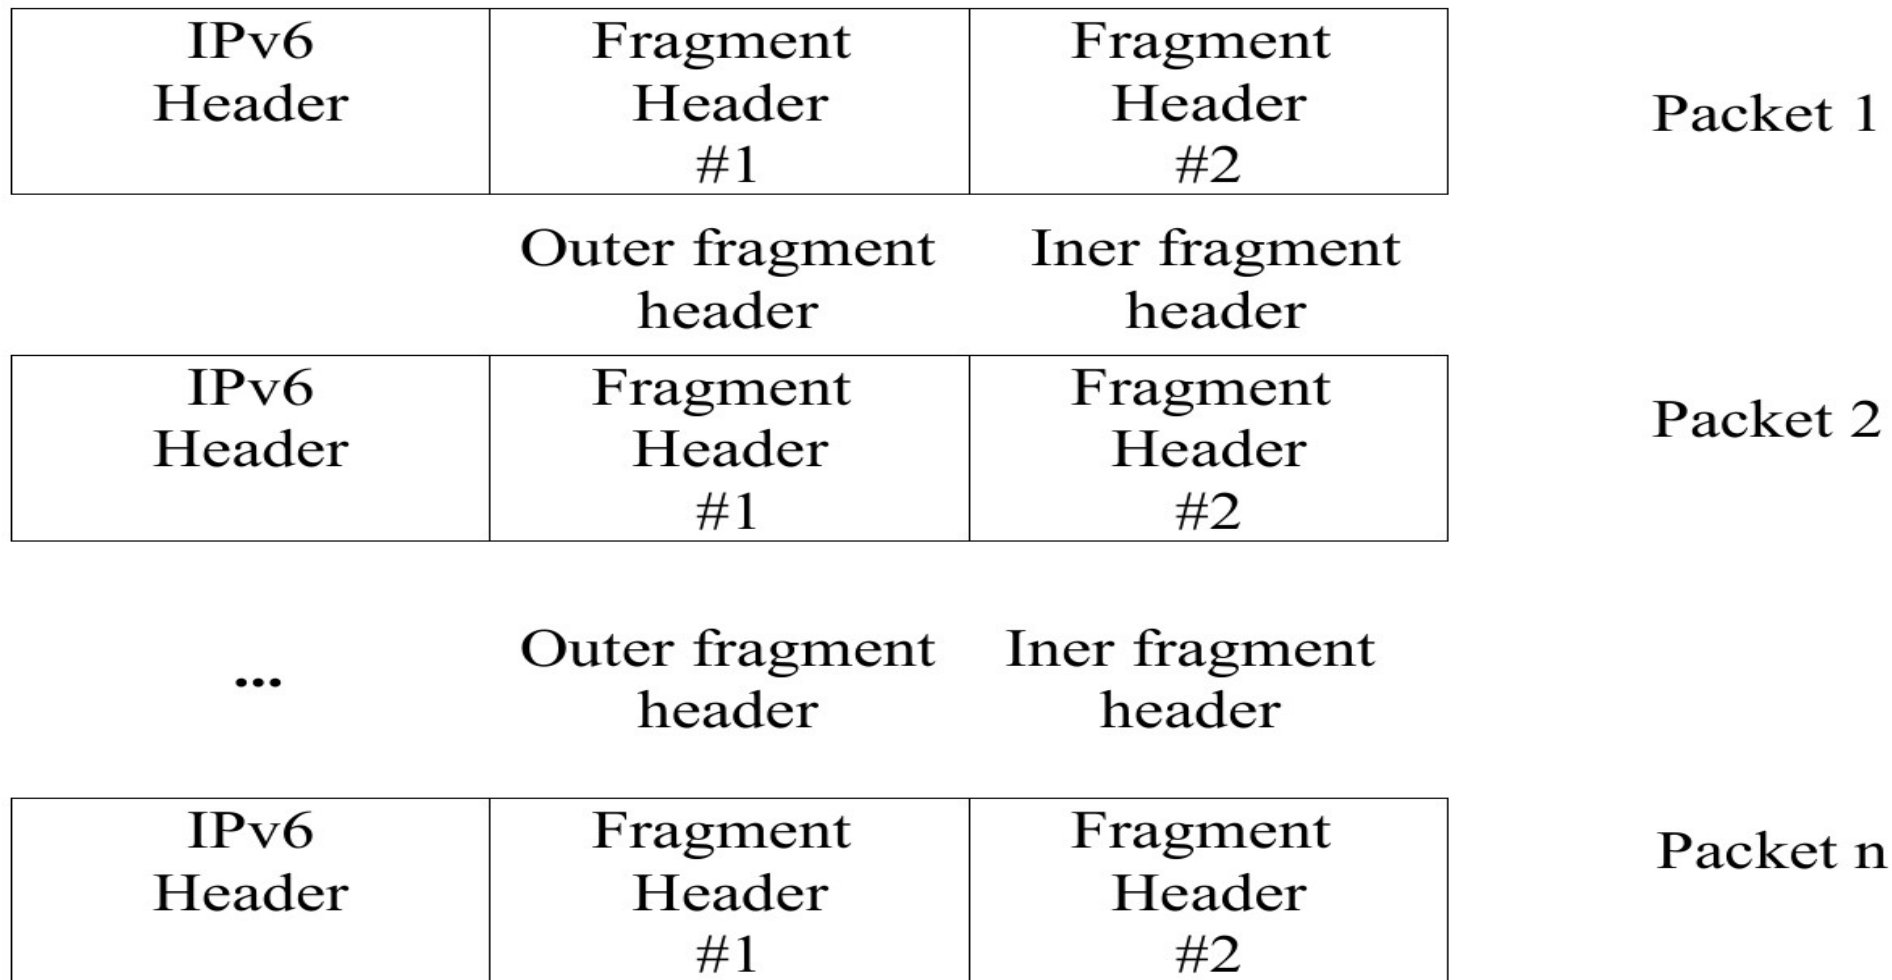 IPv6
Header
Fragment
Header
#1
Fragment
Header
#2
Packet 1
Outer fragment
header
Iner fragment
header
IPv6
Header
Fragment
Header
#1
Fragment
Header
#2
Packet 2
...
Outer fragment
header
Iner fragment
header
IPv6
Header
Fragment
Header
#1
Fragment
Header
#2
Packet n